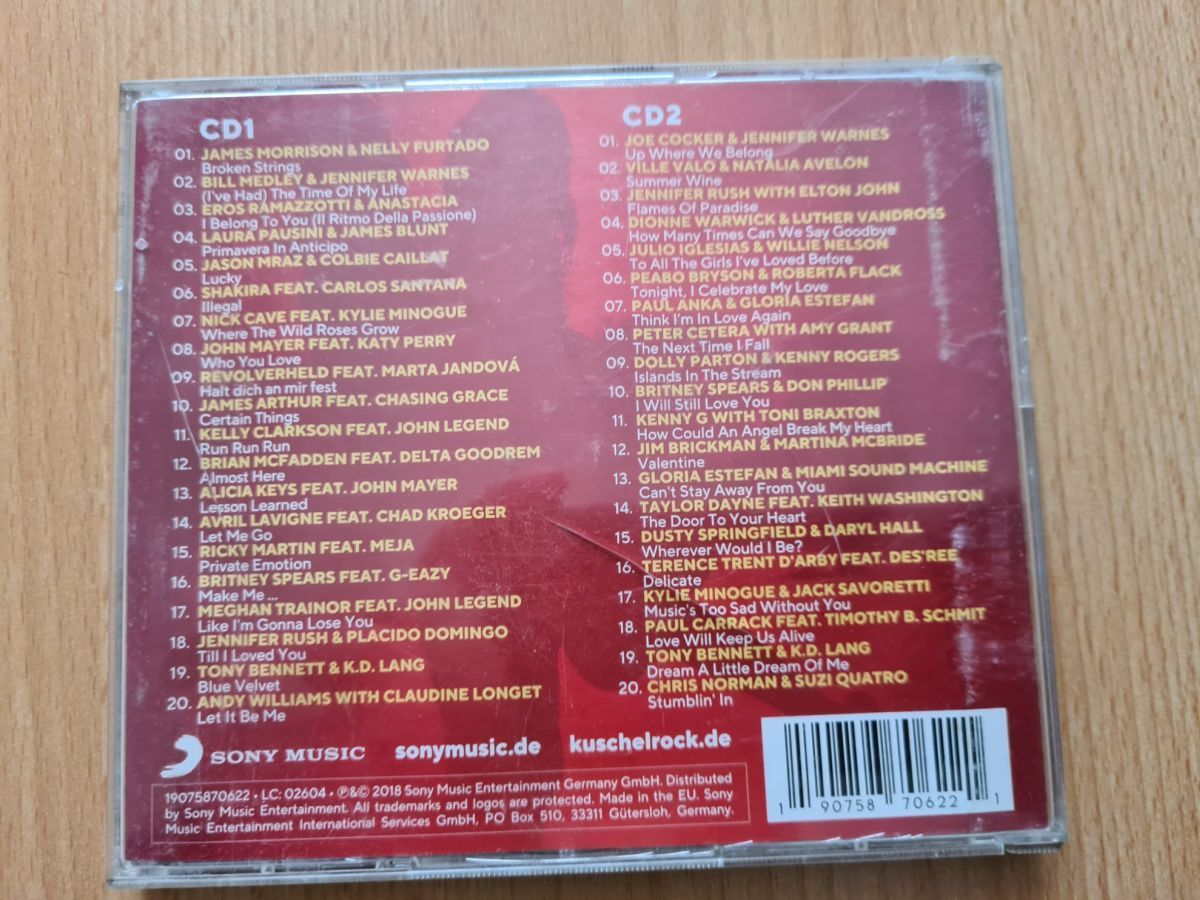 CD1
01. JAMES MORRISON & NELLY FURTADO
Broken Strings
02. BILL MEDLEY & JENNIFER WARNES
(I've Had) The Time Of My Life
03. EROS RAMAZZOTTI & ANASTACIA
I Belong To You (Il Ritmo Della Passione)
04. LAURA PAUSINI & JAMES BLUNT
Primavera In Anticipo
05. JASON MRAZ & COLBIE CAILLAT
Lucky
06. SHAKIRA FEAT. CARLOS SANTANA
Illegal
07. NICK CAVE FEAT. KYLIE MINOGUE
Where The Wild Roses Grow
08. JOHN MAYER FEAT. KATY PERRY
Who You Love
09. REVOLVERHELD FEAT. MARTA JANDOVÁ
Halt dich an mir fest
10. JAMES ARTHUR FEAT. CHASING GRACE
Certain Things
11. KELLY CLARKSON FEAT. JOHN LEGEND
Run Run Run
12. BRIAN MCFADDEN FEAT. DELTA GOODREM
Almost Here
13. ALICIA KEYS FEAT. JOHN MAYER
Lesson Learned
14. AVRIL LAVIGNE FEAT. CHAD KROEGER
Let Me Go
15. RICKY MARTIN FEAT. MEJA
Private Emotion
16. BRITNEY SPEARS FEAT. G-EAZY
Make Me ...
17. MEGHAN TRAINOR FEAT. JOHN LEGEND
Like I'm Gonna Lose You
18. JENNIFER RUSH & PLACIDO DOMINGO
Till I Loved You
19. TONY BENNETT & K.D. LANG
Blue Velvet
20. ANDY WILLIAMS WITH CLAUDINE LONGET
Let It Be Me
CD2
01. JOE COCKER & JENNIFER WARNES
Up Where We Belong
02. VILLE VALO & NATALIA AVELON
Summer Wine
03. JENNIFER RUSH WITH ELTON JOHN
Flames Of Paradise
04. DIONNE WARWICK & LUTHER VANDROSS
How Many Times Can We Say Goodbye
05. JULIO IGLESIAS & WILLIE NELSON
To All The Girls I've Loved Before
06. PEABO BRYSON & ROBERTA FLACK
Tonight, I Celebrate My Love
07. PAUL ANKA & GLORIA ESTEFAN
Think I'm In Love Again
08. PETER CETERA WITH AMY GRANT
The Next Time I Fall
09. DOLLY PARTON & KENNY ROGERS
Islands In The Stream
10. BRITNEY SPEARS & DON PHILLIP
I Will Still Love You
11. KENNY G WITH TONI BRAXTON
How Could An Angel Break My Heart
12. JIM BRICKMAN & MARTINA MCBRIDE
Valentine
13. GLORIA ESTEFAN & MIAMI SOUND MACHINE
Can't Stay Away From You
14. TAYLOR DAYNE FEAT. KEITH WASHINGTON
The Door To Your Heart
15. DUSTY SPRINGFIELD & DARYL HALL
Wherever Would I Be?
16. TERENCE TRENT D'ARBY FEAT. DES'REE
Delicate
17. KYLIE MINOGUE & JACK SAVORETTI
Music's Too Sad Without You
18. PAUL CARRACK FEAT. TIMOTHY B. SCHMIT
Love Will Keep Us Alive
19. TONY BENNETT & K.D. LANG
Dream A Little Dream Of Me
20. CHRIS NORMAN & SUZI QUATRO
Stumblin' In
SONY MUSIC sonymusic.de kuschelrock.de
19075870622 • LC: 02604 • ℗&© 2018 Sony Music Entertainment Germany GmbH. Distributed
by Sony Music Entertainment. All trademarks and logos are protected. Made in the EU. Sony
Music Entertainment International Services GmbH, PO Box 510, 33311 Gütersloh, Germany.
1 90758 70622 1